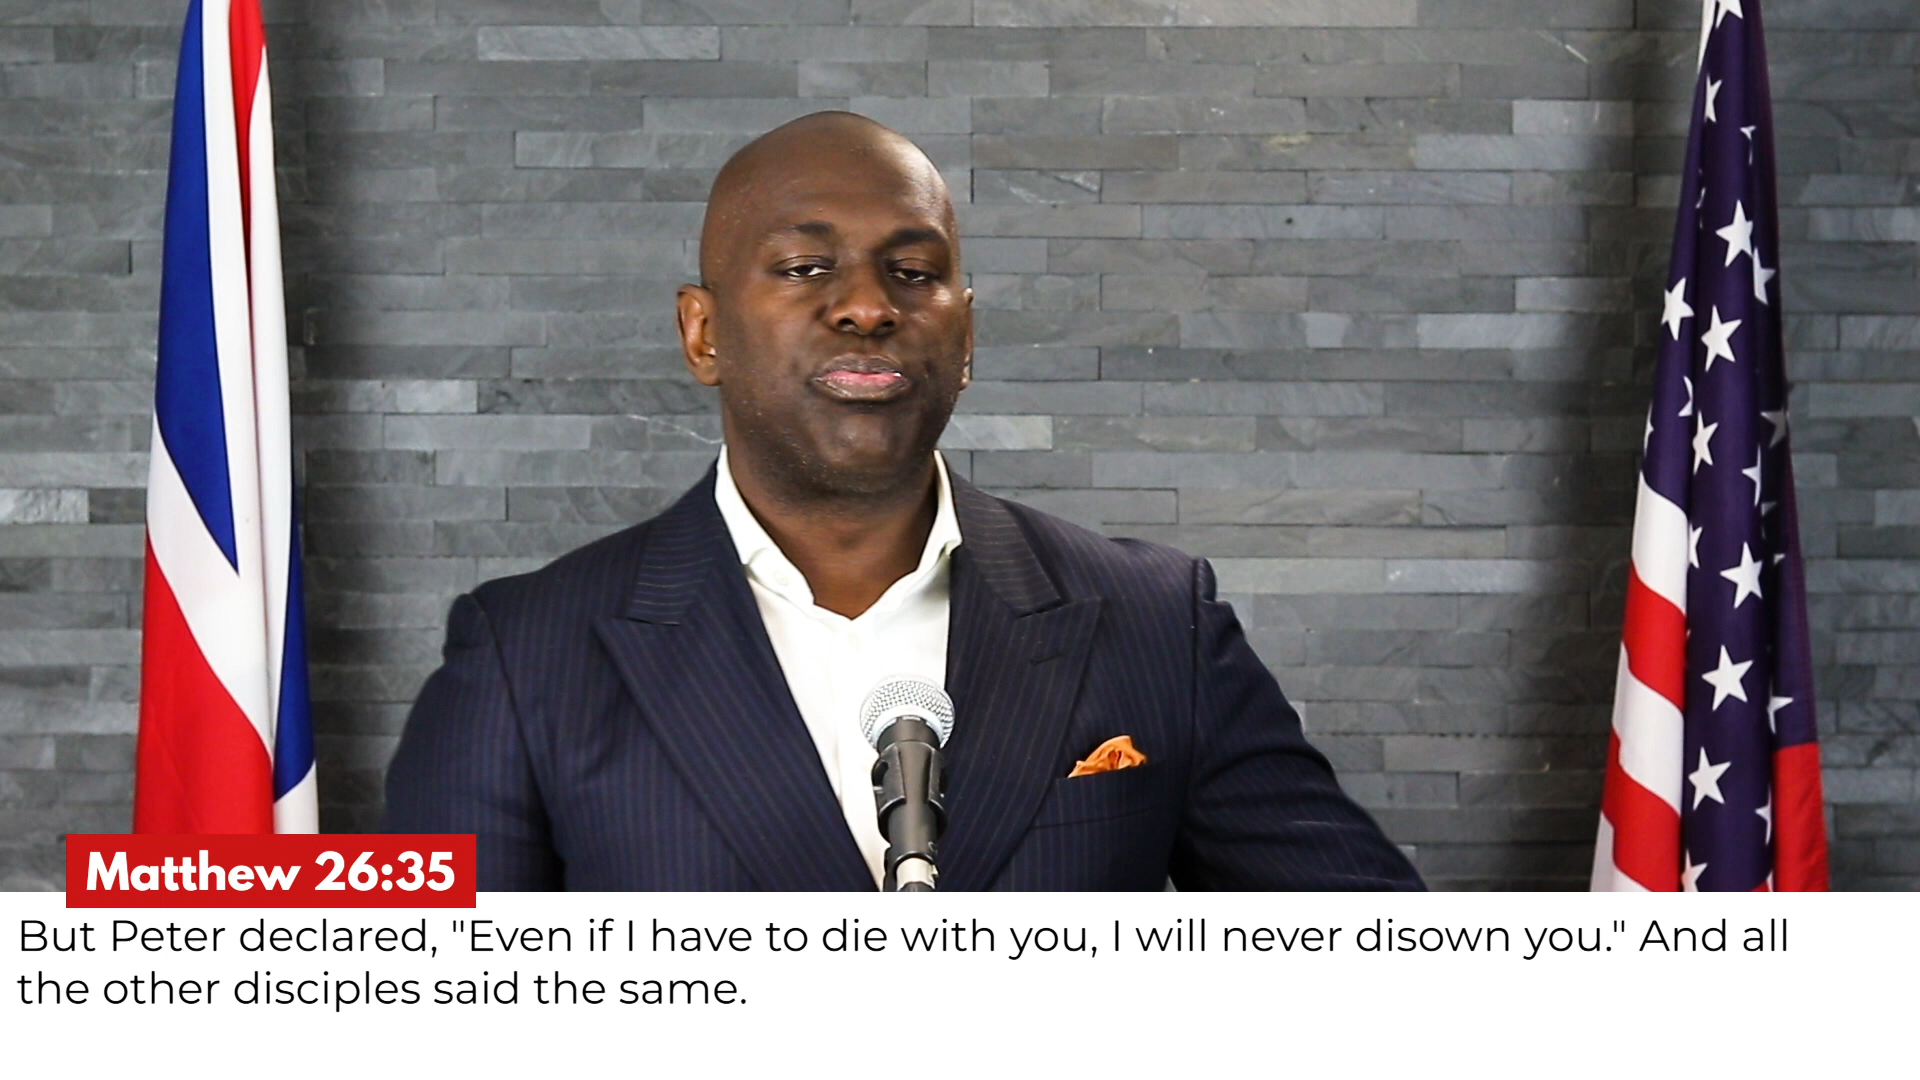 Matthew 26:35
But Peter declared, "Even if I have to die with you, I will never disown you." And all
the other disciples said the same.